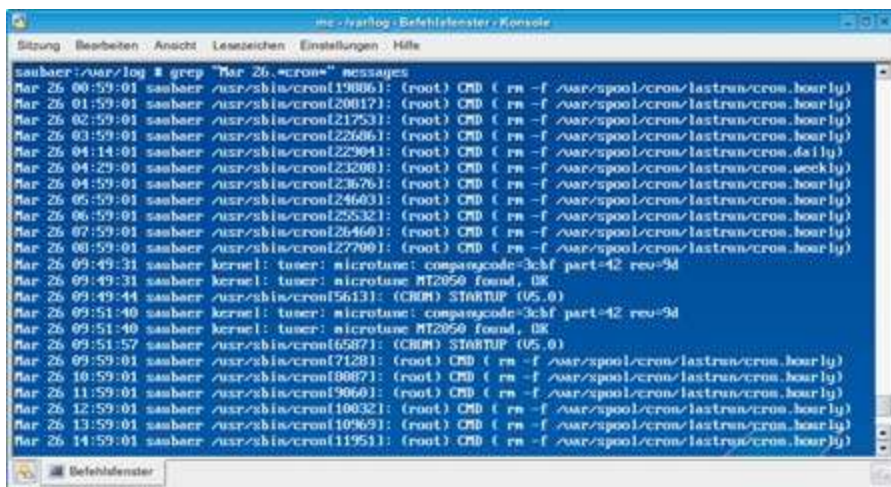 mc - /var/log - Befehlsfenster - Konsole
Sitzung Bearbeiten Ansicht Lesezeichen Einstellungen Hilfe
saubaer:/var/log # grep "Mar 26.*cron*" messages
Mar 26 00:59:01 saubaer /usr/sbin/cron[19886]: (root) CMD ( rm -f /var/spool/cron/lastrun/cron.hourly)
Mar 26 01:59:01 saubaer /usr/sbin/cron[20817]: (root) CMD ( rm -f /var/spool/cron/lastrun/cron.hourly)
Mar 26 02:59:01 saubaer /usr/sbin/cron[21753]: (root) CMD ( rm -f /var/spool/cron/lastrun/cron.hourly)
Mar 26 03:59:01 saubaer /usr/sbin/cron[22686]: (root) CMD ( rm -f /var/spool/cron/lastrun/cron.hourly)
Mar 26 04:14:01 saubaer /usr/sbin/cron[22904]: (root) CMD ( rm -f /var/spool/cron/lastrun/cron.daily)
Mar 26 04:29:01 saubaer /usr/sbin/cron[23208]: (root) CMD ( rm -f /var/spool/cron/lastrun/cron.weekly)
Mar 26 04:59:01 saubaer /usr/sbin/cron[23676]: (root) CMD ( rm -f /var/spool/cron/lastrun/cron.hourly)
Mar 26 05:59:01 saubaer /usr/sbin/cron[24603]: (root) CMD ( rm -f /var/spool/cron/lastrun/cron.hourly)
Mar 26 06:59:01 saubaer /usr/sbin/cron[25532]: (root) CMD ( rm -f /var/spool/cron/lastrun/cron.hourly)
Mar 26 07:59:01 saubaer /usr/sbin/cron[26460]: (root) CMD ( rm -f /var/spool/cron/lastrun/cron.hourly)
Mar 26 08:59:01 saubaer /usr/sbin/cron[27700]: (root) CMD ( rm -f /var/spool/cron/lastrun/cron.hourly)
Mar 26 09:49:31 saubaer kernel: tuner: microtune: companycode=3cbf part=42 rev=9d
Mar 26 09:49:31 saubaer kernel: tuner: microtune MT2050 found, OK
Mar 26 09:49:44 saubaer /usr/sbin/cron[5613]: (CRON) STARTUP (V5.0)
Mar 26 09:51:40 saubaer kernel: tuner: microtune: companycode=3cbf part=42 rev=9d
Mar 26 09:51:40 saubaer kernel: tuner: microtune MT2050 found, OK
Mar 26 09:51:57 saubaer /usr/sbin/cron[6587]: (CRON) STARTUP (V5.0)
Mar 26 09:59:01 saubaer /usr/sbin/cron[7128]: (root) CMD ( rm -f /var/spool/cron/lastrun/cron.hourly)
Mar 26 10:59:01 saubaer /usr/sbin/cron[8087]: (root) CMD ( rm -f /var/spool/cron/lastrun/cron.hourly)
Mar 26 11:59:01 saubaer /usr/sbin/cron[9060]: (root) CMD ( rm -f /var/spool/cron/lastrun/cron.hourly)
Mar 26 12:59:01 saubaer /usr/sbin/cron[10032]: (root) CMD ( rm -f /var/spool/cron/lastrun/cron.hourly)
Mar 26 13:59:01 saubaer /usr/sbin/cron[10969]: (root) CMD ( rm -f /var/spool/cron/lastrun/cron.hourly)
Mar 26 14:59:01 saubaer /usr/sbin/cron[11951]: (root) CMD ( rm -f /var/spool/cron/lastrun/cron.hourly)
Befehlsfenster